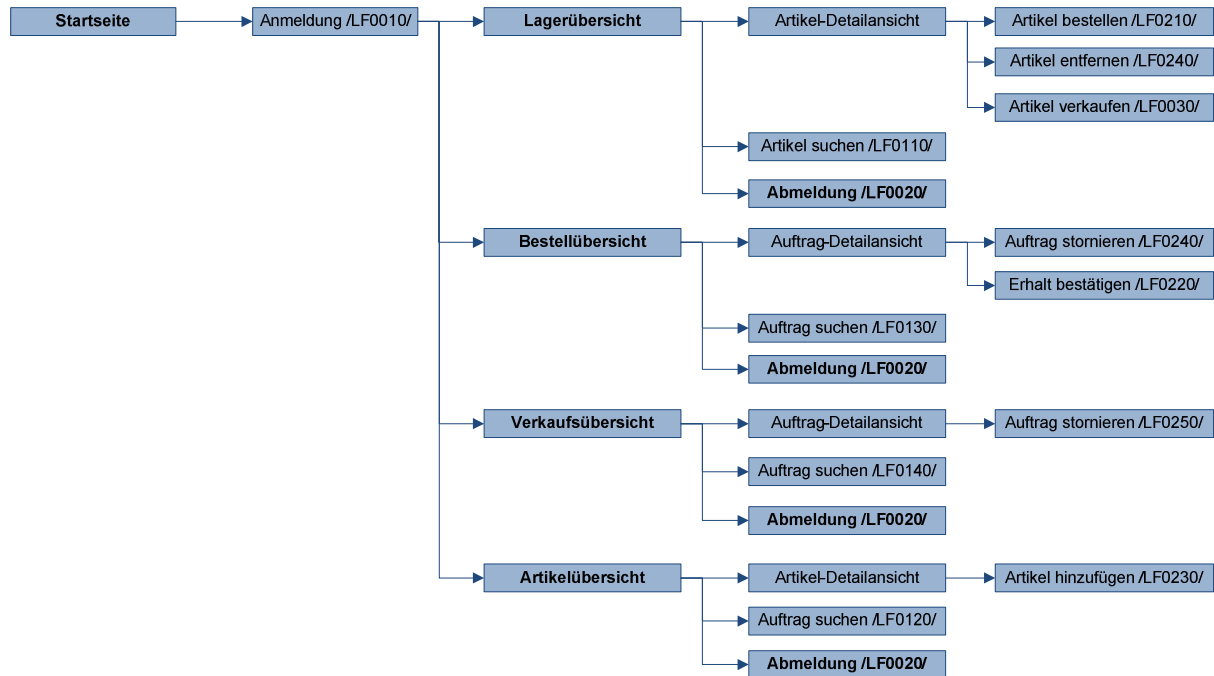 Startseite
Anmeldung /LF0010/
Lagerübersicht
Artikel-Detailansicht
Artikel bestellen /LF0210/
Artikel entfernen /LF0240/
Artikel verkaufen /LF0030/
Artikel suchen /LF0110/
Abmeldung /LF0020/
Bestellübersicht
Auftrag-Detailansicht
Auftrag stornieren /LF0240/
Erhalt bestätigen /LF0220/
Auftrag suchen /LF0130/
Abmeldung /LF0020/
Verkaufsübersicht
Auftrag-Detailansicht
Auftrag stornieren /LF0250/
Auftrag suchen /LF0140/
Abmeldung /LF0020/
Artikelübersicht
Artikel-Detailansicht
Artikel hinzufügen /LF0230/
Auftrag suchen /LF0120/
Abmeldung /LF0020/